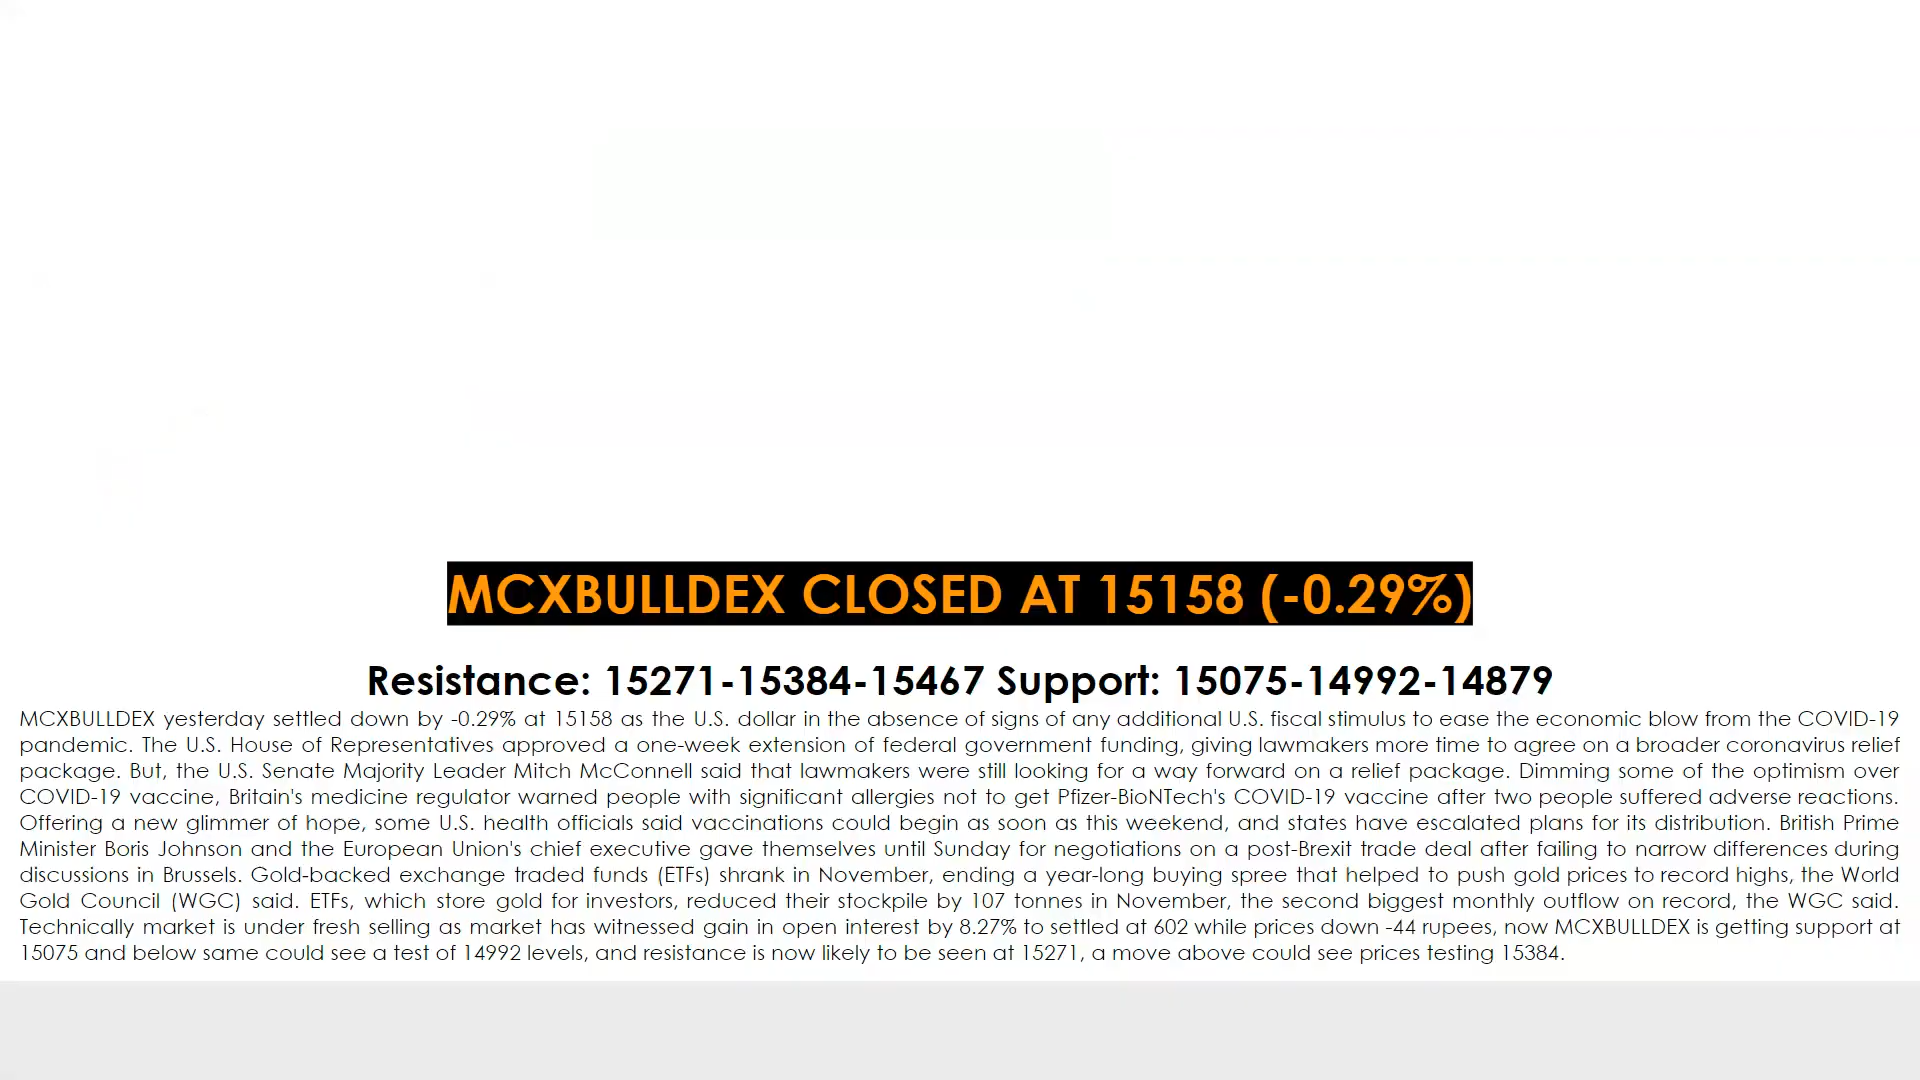 MCXBULLDEX CLOSED AT 15158 (-0.29%)
Resistance: 15271-15384-15467 Support: 15075-14992-14879
MCXBULLDEX yesterday settled down by -0.29% at 15158 as the U.S. dollar in the absence of signs of any additional U.S. fiscal stimulus to ease the economic blow from the COVID-19
pandemic. The U.S. House of Representatives approved a one-week extension of federal government funding, giving lawmakers more time to agree on a broader coronavirus relief
package. But, the U.S. Senate Majority Leader Mitch McConnell said that lawmakers were still looking for a way forward on a relief package. Dimming some of the optimism over
COVID-19 vaccine, Britain's medicine regulator warned people with significant allergies not to get Pfizer-BioNTech's COVID-19 vaccine after two people suffered adverse reactions.
Offering a new glimmer of hope, some U.S. health officials said vaccinations could begin as soon as this weekend, and states have escalated plans for its distribution. British Prime
Minister Boris Johnson and the European Union's chief executive gave themselves until Sunday for negotiations on a post-Brexit trade deal after failing to narrow differences during
discussions in Brussels. Gold-backed exchange traded funds (ETFs) shrank in November, ending a year-long buying spree that helped to push gold prices to record highs, the World
Gold Council (WGC) said. ETFs, which store gold for investors, reduced their stockpile by 107 tonnes in November, the second biggest monthly outflow on record, the WGC said.
Technically market is under fresh selling as market has witnessed gain in open interest by 8.27% to settled at 602 while prices down -44 rupees, now MCXBULLDEX is getting support at
15075 and below same could see a test of 14992 levels, and resistance is now likely to be seen at 15271, a move above could see prices testing 15384.